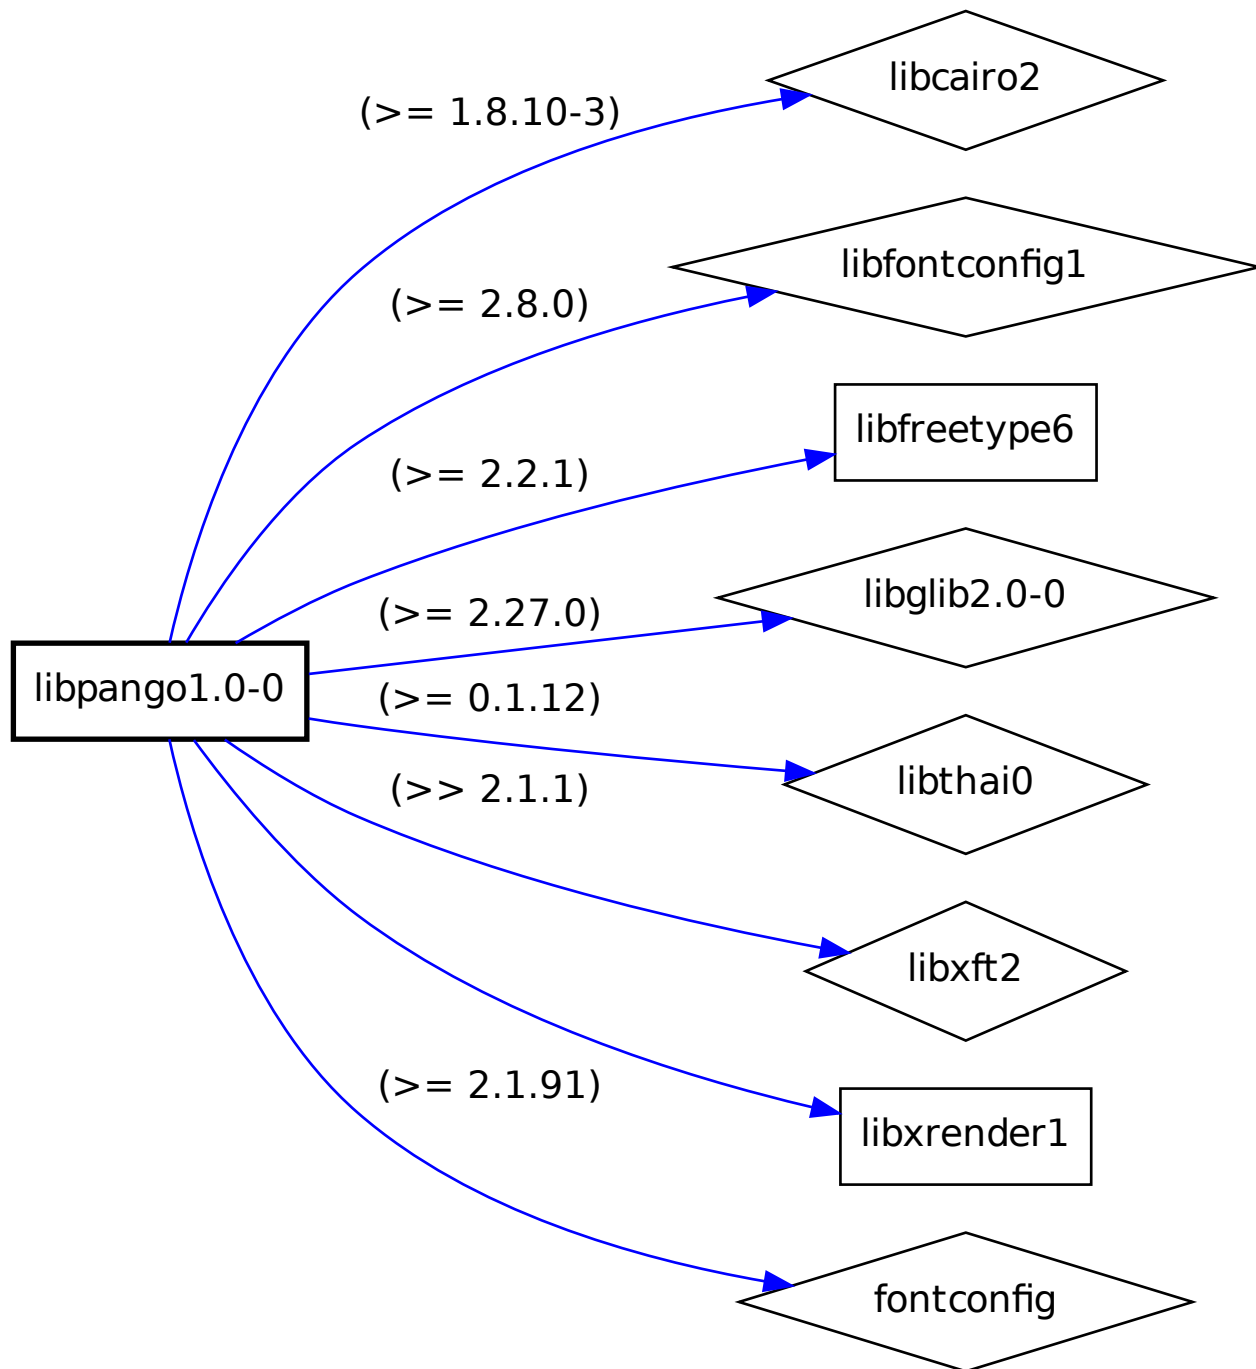 libcairo2
(>= 1.8.10-3)
libfontconfig1
(>= 2.8.0)
libfreetype6
(>= 2.2.1)
libglib2.0-0
(>= 2.27.0)
libpango1.0-0
(>= 0.1.12)
libthai0
(>> 2.1.1)
libxft2
(>= 2.1.91)
libxrender1
fontconfig